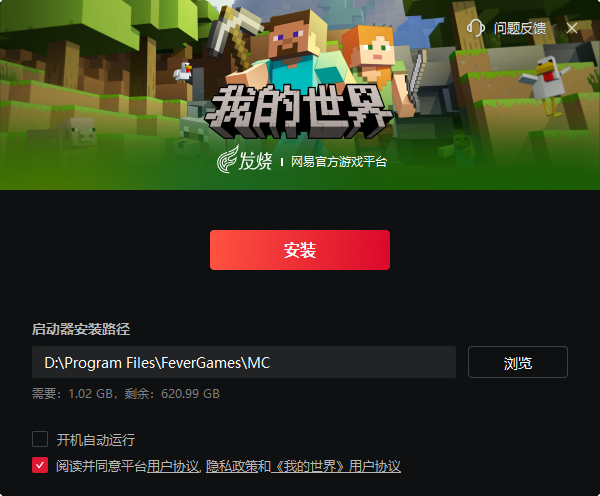 问题反馈
我的世界
发烧 网易官方游戏平台
安装
启动器安装路径
D:\Program Files\FeverGames\MC
浏览
需要：1.02 GB，剩余：620.99 GB
开机自动运行
阅读并同意平台用户协议, 隐私政策和《我的世界》用户协议